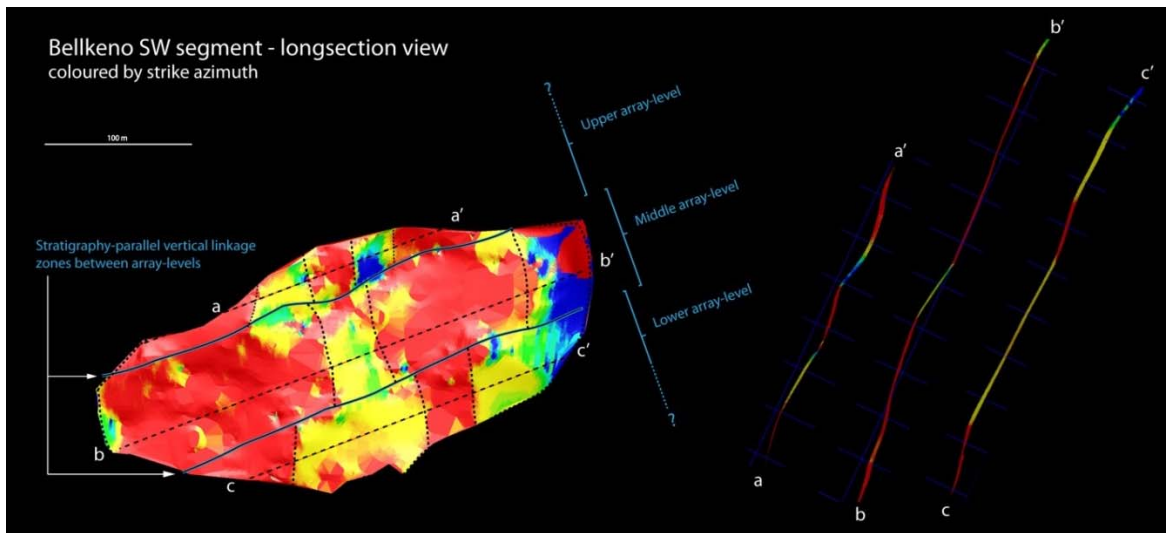 Bellkeno SW segment - longsection view
coloured by strike azimuth
100 m
Stratigraphy-parallel vertical linkage
zones between array-levels
?
Upper array-level
Middle array-level
Lower array-level
?
a
a'
b
b'
c
c'
a
a'
b
b'
c
c'